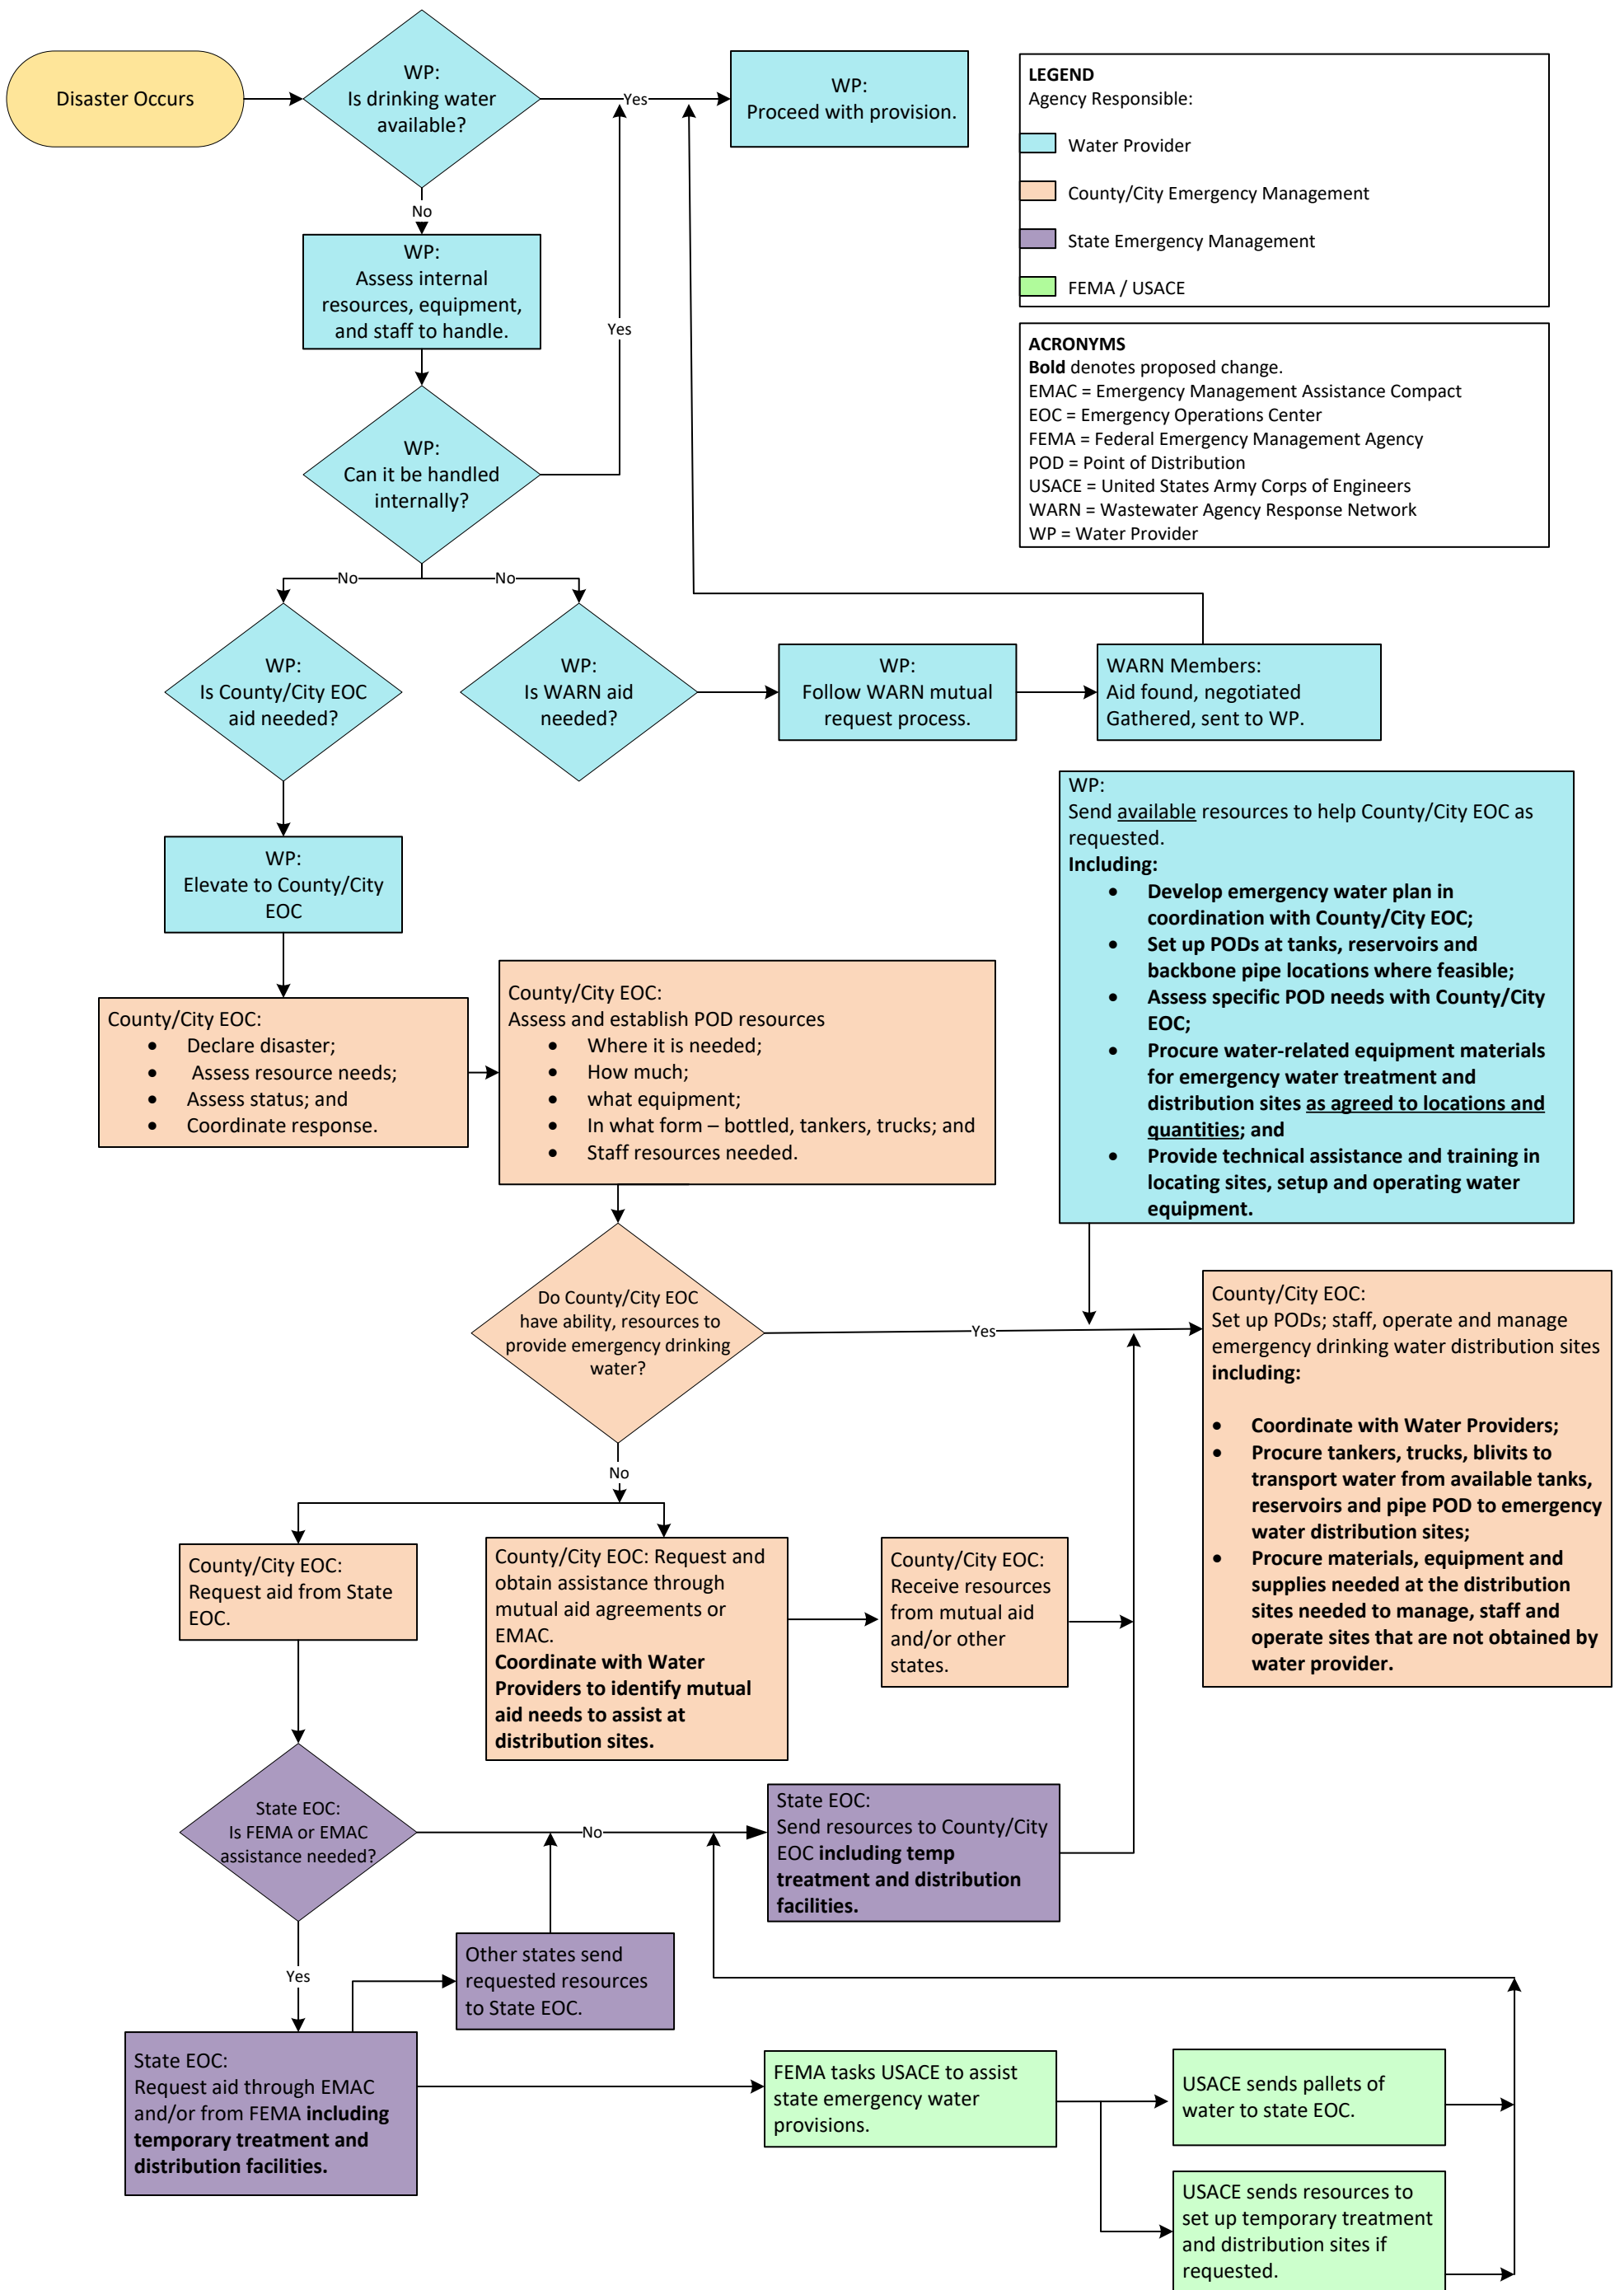 Disaster Occurs
WP:
Is drinking water
available?
Yes
WP:
Proceed with provision.
LEGEND
Agency Responsible:
Water Provider
County/City Emergency Management
State Emergency Management
FEMA / USACE
No
WP:
Assess internal
resources, equipment,
and staff to handle.
Yes
ACRONYMS
Bold denotes proposed change.
EMAC = Emergency Management Assistance Compact
EOC = Emergency Operations Center
FEMA = Federal Emergency Management Agency
POD = Point of Distribution
USACE = United States Army Corps of Engineers
WARN = Wastewater Agency Response Network
WP = Water Provider
WP:
Can it be handled
internally?
No
No
WP:
Is County/City EOC
aid needed?
WP:
Is WARN aid
needed?
WP:
Follow WARN mutual
request process.
WARN Members:
Aid found, negotiated
Gathered, sent to WP.
WP:
Elevate to County/City
EOC
WP:
Send available resources to help County/City EOC as
requested.
Including:
• Develop emergency water plan in
coordination with County/City EOC;
• Set up PODs at tanks, reservoirs and
backbone pipe locations where feasible;
• Assess specific POD needs with County/City
EOC;
• Procure water-related equipment materials
for emergency water treatment and
distribution sites as agreed to locations and
quantities; and
• Provide technical assistance and training in
locating sites, setup and operating water
equipment.
County/City EOC:
• Declare disaster;
• Assess resource needs;
• Assess status; and
• Coordinate response.
County/City EOC:
Assess and establish POD resources
• Where it is needed;
• How much;
• what equipment;
• In what form – bottled, tankers, trucks; and
• Staff resources needed.
Do County/City EOC
have ability, resources to
provide emergency drinking
water?
Yes
County/City EOC:
Set up PODs; staff, operate and manage
emergency drinking water distribution sites
including:
• Coordinate with Water Providers;
• Procure tankers, trucks, blivits to
transport water from available tanks,
reservoirs and pipe POD to emergency
water distribution sites;
• Procure materials, equipment and
supplies needed at the distribution
sites needed to manage, staff and
operate sites that are not obtained by
water provider.
No
County/City EOC:
Request aid from State
EOC.
County/City EOC: Request and
obtain assistance through
mutual aid agreements or
EMAC.
Coordinate with Water
Providers to identify mutual
aid needs to assist at
distribution sites.
County/City EOC:
Receive resources
from mutual aid
and/or other
states.
State EOC:
Is FEMA or EMAC
assistance needed?
No
State EOC:
Send resources to County/City
EOC including temp
treatment and distribution
facilities.
Yes
Other states send
requested resources
to State EOC.
State EOC:
Request aid through EMAC
and/or from FEMA including
temporary treatment and
distribution facilities.
FEMA tasks USACE to assist
state emergency water
provisions.
USACE sends pallets of
water to state EOC.
USACE sends resources to
set up temporary treatment
and distribution sites if
requested.